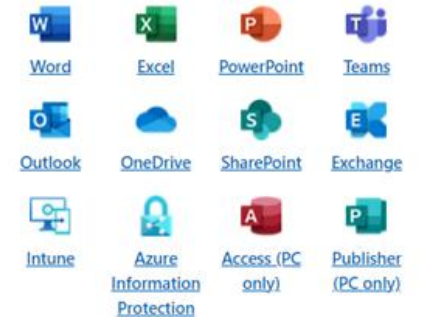 W X P T
Word Excel PowerPoint Teams
O S E
Outlook OneDrive SharePoint Exchange
A P
Intune Azure Access (PC Publisher
Information only) (PC only)
Protection